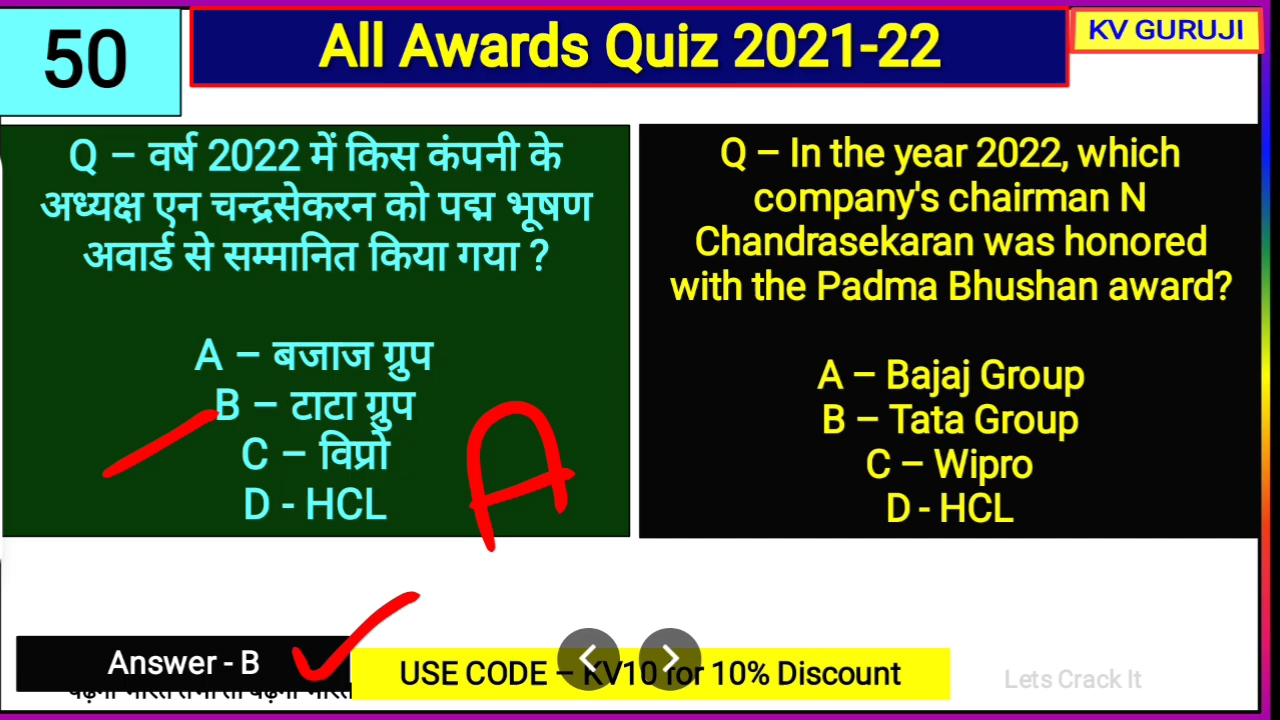 50
All Awards Quiz 2021-22
KV GURUJI
Q – वर्ष 2022 में किस कंपनी के
अध्यक्ष एन चन्द्रसेकरन को पद्म भूषण
अवार्ड से सम्मानित किया गया ?
A – बजाज ग्रुप
B – टाटा ग्रुप
C – विप्रो
D - HCL
A
Q – In the year 2022, which
company's chairman N
Chandrasekaran was honored
with the Padma Bhushan award?
A – Bajaj Group
B – Tata Group
C – Wipro
D - HCL
Answer - B
USE CODE – KV10 for 10% Discount
Lets Crack It